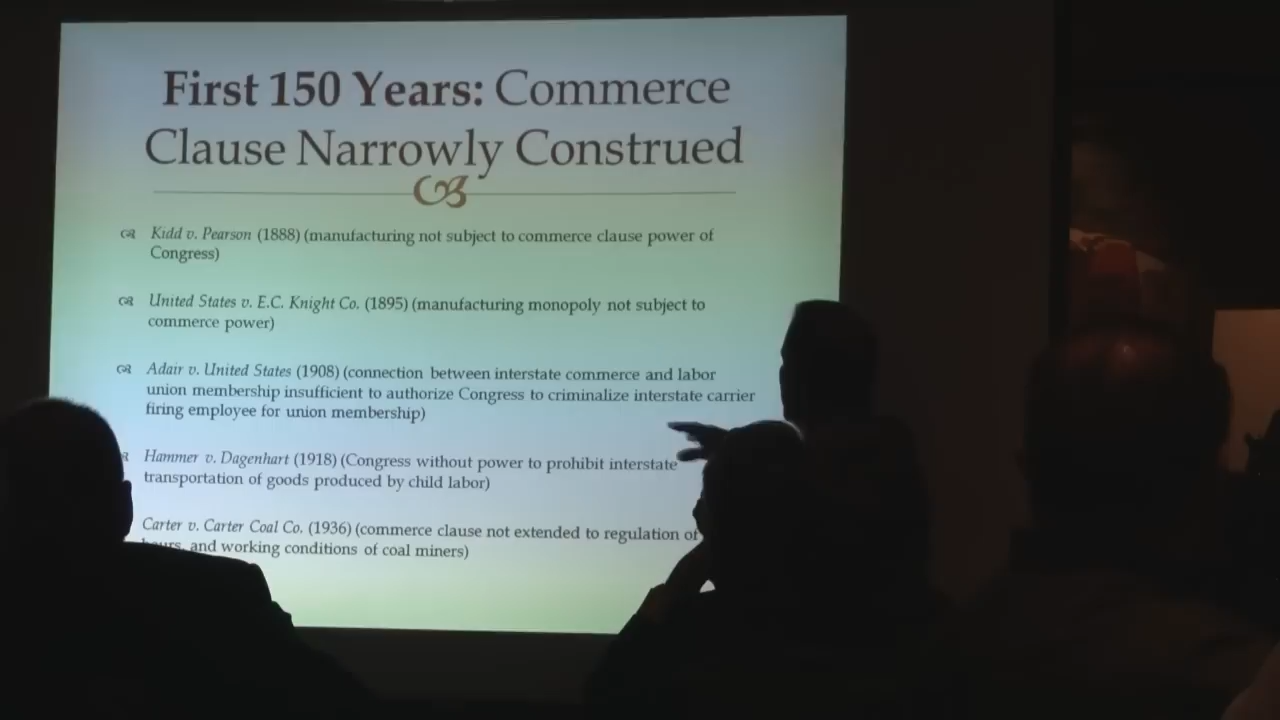 First 150 Years: Commerce
Clause Narrowly Construed
Kidd v. Pearson (1888) (manufacturing not subject to commerce clause power of
Congress)
United States v. E.C. Knight Co. (1895) (manufacturing monopoly not subject to
commerce power)
Adair v. United States (1908) (connection between interstate commerce and labor
union membership insufficient to authorize Congress to criminalize interstate carrier
firing employee for union membership)
Hammer v. Dagenhart (1918) (Congress without power to prohibit interstate
transportation of goods produced by child labor)
Carter v. Carter Coal Co. (1936) (commerce clause not extended to regulation of
hours, and working conditions of coal miners)